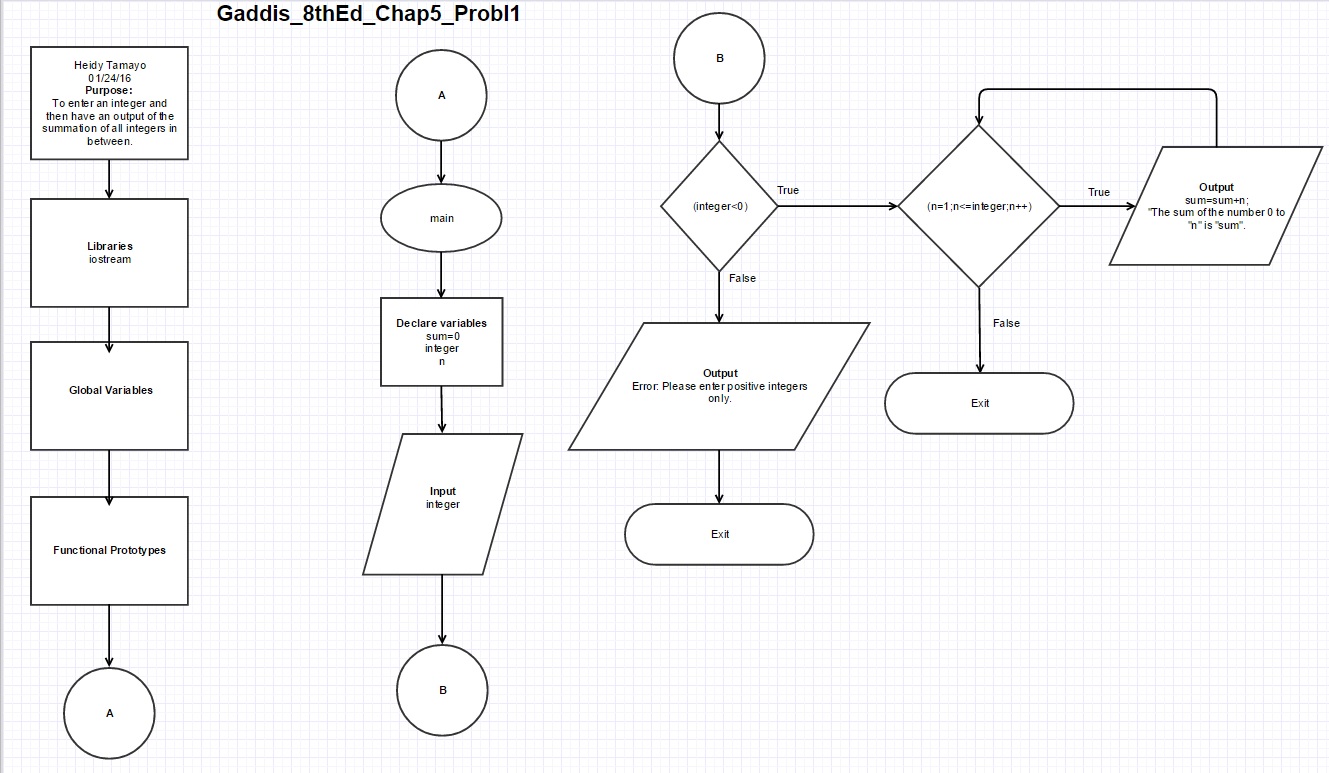 Gaddis_8thEd_Chap5_Probl1
Heidy Tamayo
01/24/16
Purpose:
To enter an integer and
then have an output of the
summation of all integers in
between.
Libraries
iostream
Global Variables
Functional Prototypes
A
A
main
Declare variables
sum=0
integer
n
Input
integer
B
B
(integer<0)
True
False
Output
Error: Please enter positive integers
only.
Exit
(n=1;n<=integer;n++)
True
False
Exit
Output
sum=sum+n;
"The sum of the number 0 to
"n" is "sum".